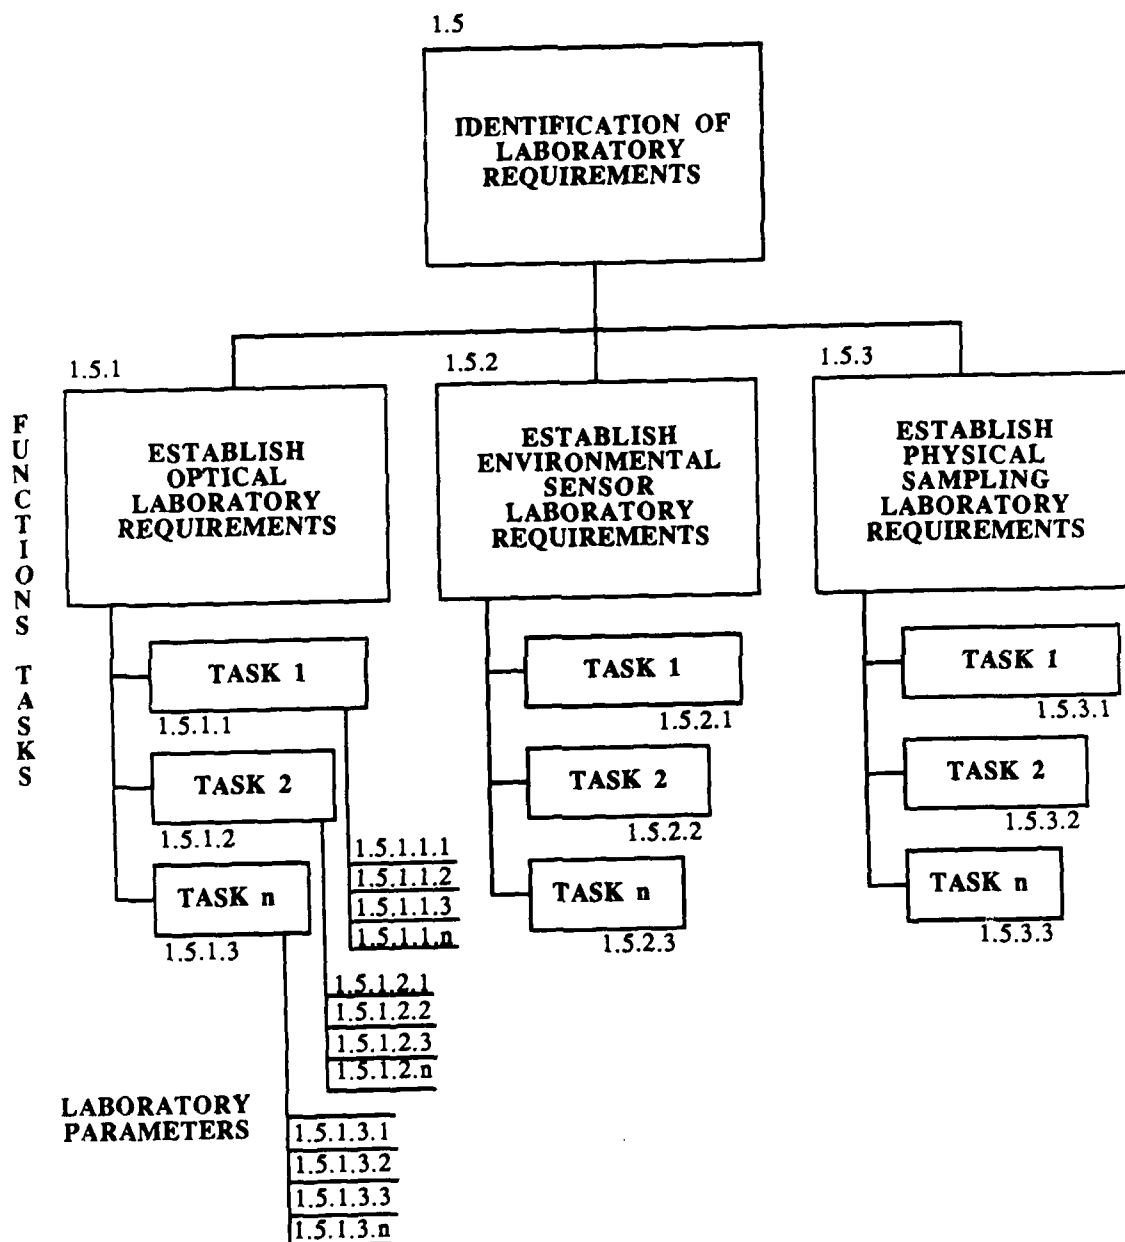 1.5
IDENTIFICATION OF
LABORATORY
REQUIREMENTS
1.5.1
ESTABLISH
OPTICAL
LABORATORY
REQUIREMENTS
1.5.2
ESTABLISH
ENVIRONMENTAL
SENSOR
LABORATORY
REQUIREMENTS
1.5.3
ESTABLISH
PHYSICAL
SAMPLING
LABORATORY
REQUIREMENTS
FUNCTIONS TASKS
TASK 1
1.5.1.1
TASK 2
1.5.1.2
TASK n
1.5.1.3
1.5.1.1.1
1.5.1.1.2
1.5.1.1.3
1.5.1.1.n
1.5.1.2.1
1.5.1.2.2
1.5.1.2.3
1.5.1.2.n
LABORATORY
PARAMETERS
1.5.1.3.1
1.5.1.3.2
1.5.1.3.3
1.5.1.3.n
TASK 1
1.5.2.1
TASK 2
1.5.2.2
TASK n
1.5.2.3
TASK 1
1.5.3.1
TASK 2
1.5.3.2
TASK n
1.5.3.3